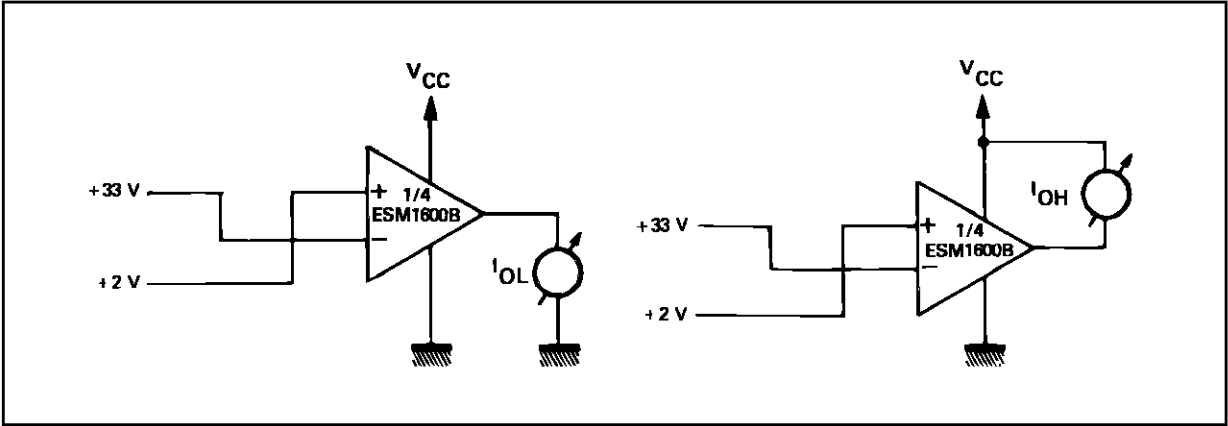 VCC
+33 V
+2 V
+
−
1/4
ESM1600B
IOL
VCC
+33 V
+2 V
+
−
1/4
ESM1600B
IOH